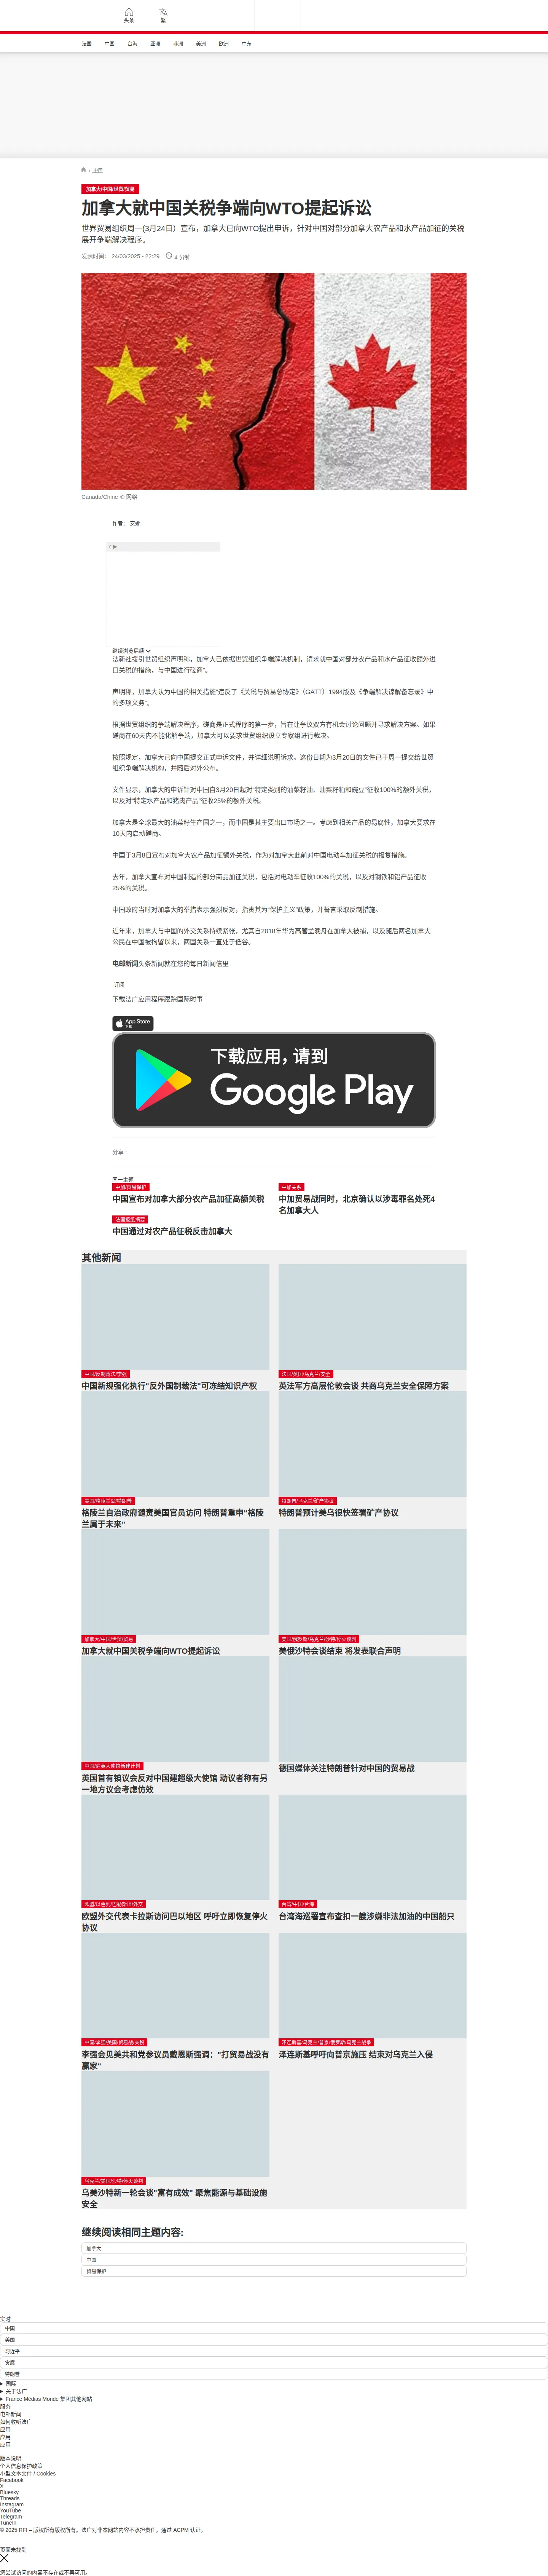 头条
繁
法国
中国
台海
亚洲
非洲
美洲
欧洲
中东
/ 中国
加拿大/中国/世贸/贸易
加拿大就中国关税争端向WTO提起诉讼
世界贸易组织周一(3月24日）宣布，加拿大已向WTO提出申诉，针对中国对部分加拿大农产品和水产品加征的关税
展开争端解决程序。
发表时间： 24/03/2025 - 22:29
4 分钟
Canada/Chine © 网络
作者： 安娜
广告
继续浏览后续
法新社援引世贸组织声明称，加拿大已依据世贸组织争端解决机制，请求就中国对部分农产品和水产品征收额外进
口关税的措施，与中国进行磋商”。
声明称，加拿大认为中国的相关措施“违反了《关税与贸易总协定》（GATT）1994版及《争端解决谅解备忘录》中
的多项义务”。
根据世贸组织的争端解决程序，磋商是正式程序的第一步，旨在让争议双方有机会讨论问题并寻求解决方案。如果
磋商在60天内不能化解争端，加拿大可以要求世贸组织设立专家组进行裁决。
按照规定，加拿大已向中国提交正式申诉文件，并详细说明诉求。这份日期为3月20日的文件已于周一提交给世贸
组织争端解决机构，并随后对外公布。
文件显示，加拿大的申诉针对中国自3月20日起对“特定类别的油菜籽油、油菜籽粕和豌豆”征收100%的额外关税，
以及对“特定水产品和猪肉产品”征收25%的额外关税。
加拿大是全球最大的油菜籽生产国之一，而中国是其主要出口市场之一。考虑到相关产品的易腐性，加拿大要求在
10天内启动磋商。
中国于3月8日宣布对加拿大农产品加征额外关税，作为对加拿大此前对中国电动车加征关税的报复措施。
去年，加拿大宣布对中国制造的部分商品加征关税，包括对电动车征收100%的关税，以及对钢铁和铝产品征收
25%的关税。
中国政府当时对加拿大的举措表示强烈反对，指责其为“保护主义”政策，并誓言采取反制措施。
近年来，加拿大与中国的外交关系持续紧张，尤其自2018年华为高管孟晚舟在加拿大被捕，以及随后两名加拿大
公民在中国被拘留以来，两国关系一直处于低谷。
电邮新闻头条新闻就在您的每日新闻信里
订阅
下载法广应用程序跟踪国际时事
App Store
下载
下载应用，请到
Google Play
分享 :
同一主题
中加/贸易保护
中国宣布对加拿大部分农产品加征高额关税
中加关系
中加贸易战同时，北京确认以涉毒罪名处死4
名加拿大人
法国报纸摘要
中国通过对农产品征税反击加拿大
其他新闻
中国/反制裁法/李强
中国新规强化执行“反外国制裁法”可冻结知识产权
法国/英国/乌克兰/安全
英法军方高层伦敦会谈 共商乌克兰安全保障方案
美国/格陵兰岛/特朗普
格陵兰自治政府谴责美国官员访问 特朗普重申“格陵
兰属于未来”
特朗普/乌克兰/矿产协议
特朗普预计美乌很快签署矿产协议
加拿大/中国/世贸/贸易
加拿大就中国关税争端向WTO提起诉讼
美国/俄罗斯/乌克兰/沙特/停火谈判
美俄沙特会谈结束 将发表联合声明
中国/驻英大使馆新建计划
英国首有镇议会反对中国建超级大使馆 动议者称有另
一地方议会考虑仿效
德国媒体关注特朗普针对中国的贸易战
欧盟/以色列/巴勒斯坦/外交
欧盟外交代表卡拉斯访问巴以地区 呼吁立即恢复停火
协议
台湾/中国/台海
台湾海巡署宣布查扣一艘涉嫌非法加油的中国船只
中国/李强/美国/贸易战/关税
李强会见美共和党参议员戴恩斯强调：“打贸易战没有
赢家”
泽连斯基/乌克兰/普京/俄罗斯/乌克兰战争
泽连斯基呼吁向普京施压 结束对乌克兰入侵
乌克兰/美国/沙特/停火谈判
乌美沙特新一轮会谈"富有成效" 聚焦能源与基础设施
安全
继续阅读相同主题内容:
加拿大
中国
贸易保护
实时
中国
美国
习近平
贪腐
特朗普
国际
关于法广
France Médias Monde 集团其他网站
服务
电邮新闻
如何收听法广
应用
应用
应用
版本说明
个人信息保护政策
小型文本文件 / Cookies
Facebook
X
Bluesky
Threads
Instagram
YouTube
Telegram
TuneIn
© 2025 RFI – 版权所有版权所有。法广对非本网站内容不承担责任。通过 ACPM 认证。
页面未找到
您尝试访问的内容不存在或不再可用。